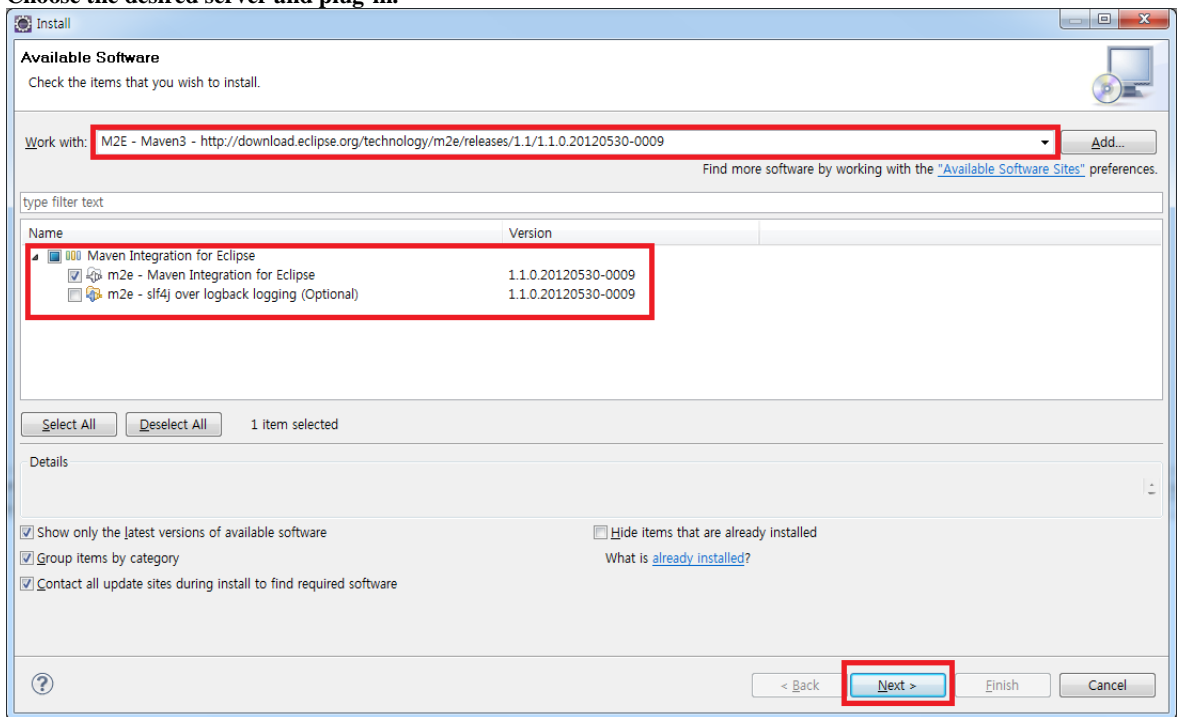 Choose the desired server and plug-in.
Install
Available Software
Check the items that you wish to install.
Work with: M2E - Maven3 - http://download.eclipse.org/technology/m2e/releases/1.1/1.1.0.20120530-0009 Add...
Find more software by working with the "Available Software Sites" preferences.
type filter text
Name Version
Maven Integration for Eclipse
m2e - Maven Integration for Eclipse 1.1.0.20120530-0009
m2e - slf4j over logback logging (Optional) 1.1.0.20120530-0009
Select All Deselect All 1 item selected
Details
Show only the latest versions of available software Hide items that are already installed
Group items by category What is already installed?
Contact all update sites during install to find required software
? < Back Next > Finish Cancel